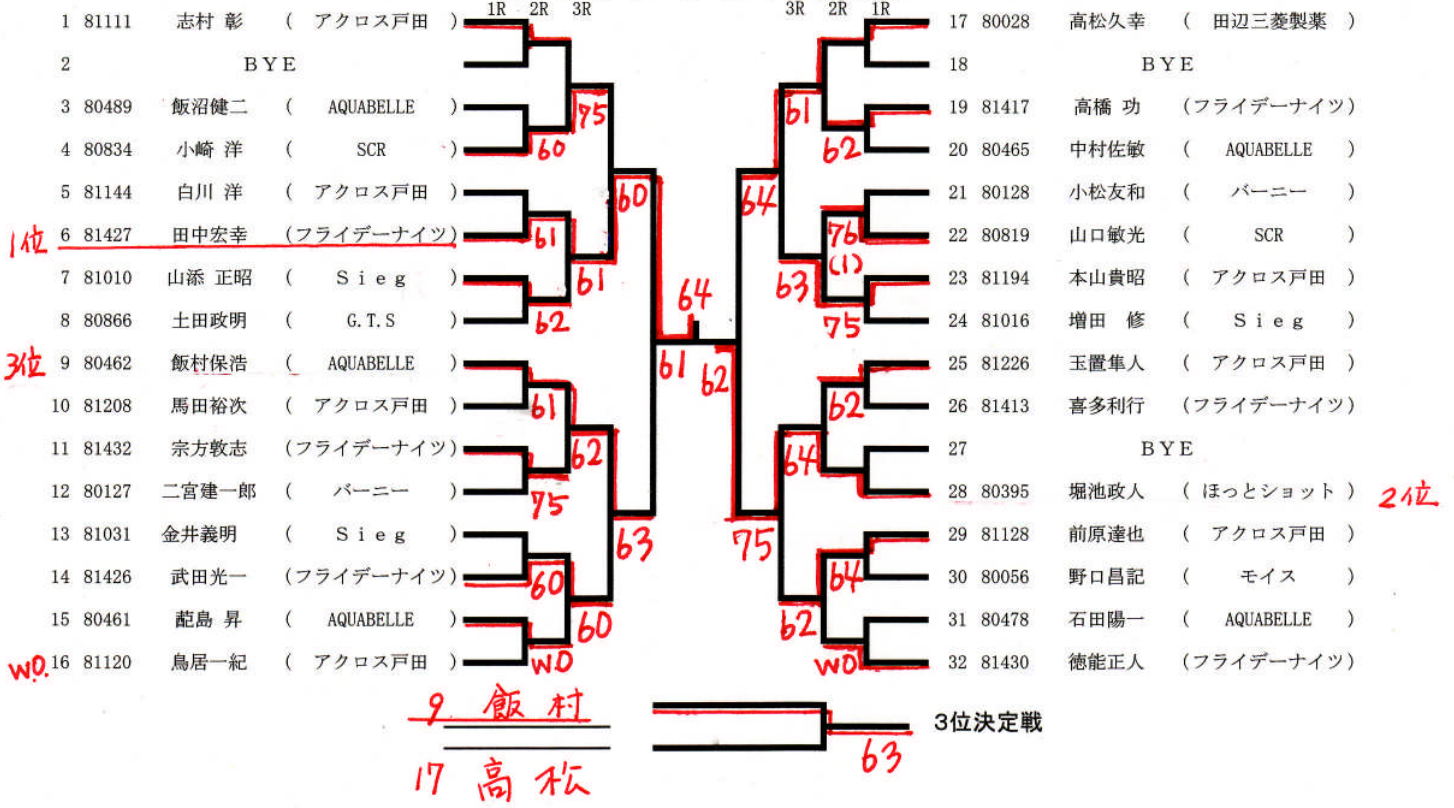 1R 2R 3R 3R 2R 1R
1 81111 志村 彰 ( アクロス戸田 ) 17 80028 高松久幸 ( 田辺三菱製薬 )
2 BYE 18 BYE
3 80489 飯沼健二 ( AQUABELLE ) 75 61 19 81417 高橋 功 (フライデーナイツ)
4 80834 小崎 洋 ( SCR ) 60 62 20 80465 中村佐敏 ( AQUABELLE )
5 81144 白川 洋 ( アクロス戸田 ) 60 64 21 80128 小松友和 ( バーニー )
1位 6 81427 田中宏幸 (フライデーナイツ) 61 76 22 80819 山口敏光 ( SCR )
7 81010 山添 正昭 ( Sieg ) 61 64 63 (1) 23 81194 本山貴昭 ( アクロス戸田 )
8 80866 土田政明 ( G.T.S ) 62 75 24 81016 増田 修 ( Sieg )
3位 9 80462 飯村保浩 ( AQUABELLE ) 61 62 25 81226 玉置隼人 ( アクロス戸田 )
10 81208 馬田裕次 ( アクロス戸田 ) 61 62 26 81413 喜多利行 (フライデーナイツ)
11 81432 宗方敦志 (フライデーナイツ) 62 64 27 BYE
12 80127 二宮建一郎 ( バーニー ) 75 28 80395 堀池政人 ( ほっとショット ) 2位
13 81031 金井義明 ( Sieg ) 63 75 29 81128 前原達也 ( アクロス戸田 )
14 81426 武田光一 (フライデーナイツ) 60 64 30 80056 野口昌記 ( モイス )
15 80461 蓜島 昇 ( AQUABELLE ) 60 62 31 80478 石田陽一 ( AQUABELLE )
W.O. 16 81120 鳥居一紀 ( アクロス戸田 ) WO WO 32 81430 徳能正人 (フライデーナイツ)
9 飯村 3位決定戦
17 高松 63